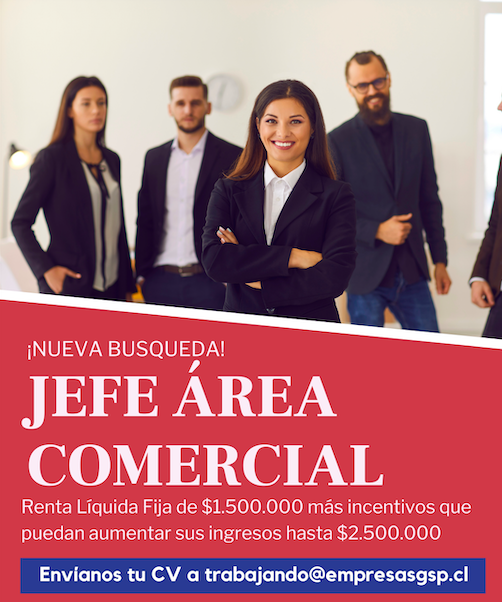 ¡NUEVA BUSQUEDA!
JEFE ÁREA
COMERCIAL
Renta Líquida Fija de $1.500.000 más incentivos que
puedan aumentar sus ingresos hasta $2.500.000
Envíanos tu CV a trabajando@empresasgsp.cl